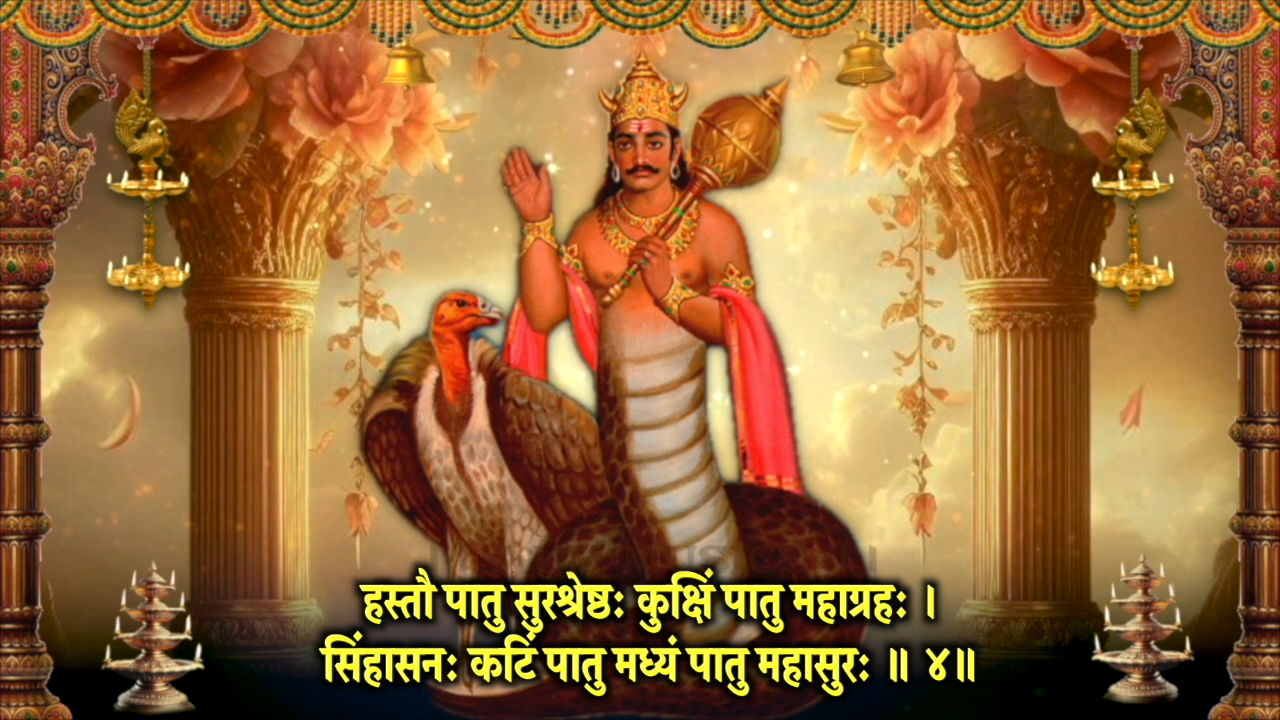 हस्तौ पातु सुरश्रेष्ठः कुक्षिं पातु महाग्रहः ।
सिंहासनः कटिं पातु मध्यं पातु महासुरः ॥ ४॥